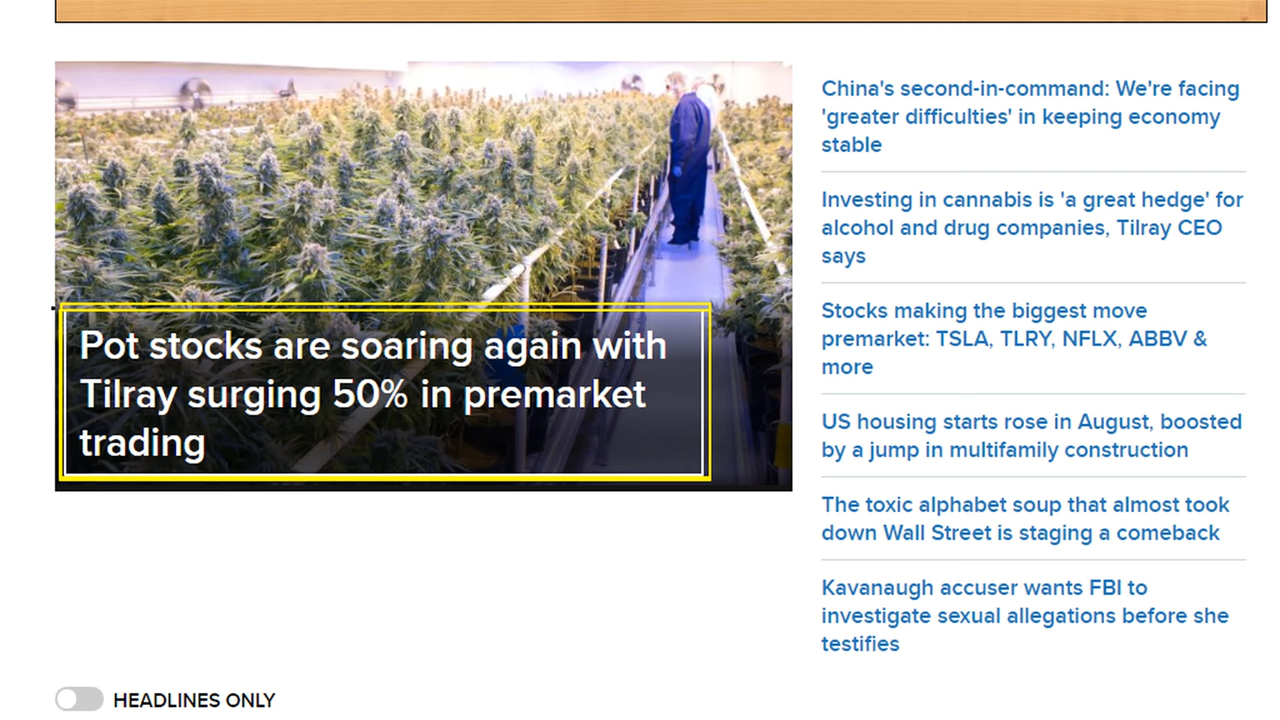 Pot stocks are soaring again with
Tilray surging 50% in premarket
trading
China's second-in-command: We're facing
'greater difficulties' in keeping economy
stable
Investing in cannabis is 'a great hedge' for
alcohol and drug companies, Tilray CEO
says
Stocks making the biggest move
premarket: TSLA, TLRY, NFLX, ABBV &
more
US housing starts rose in August, boosted
by a jump in multifamily construction
The toxic alphabet soup that almost took
down Wall Street is staging a comeback
Kavanaugh accuser wants FBI to
investigate sexual allegations before she
testifies
HEADLINES ONLY